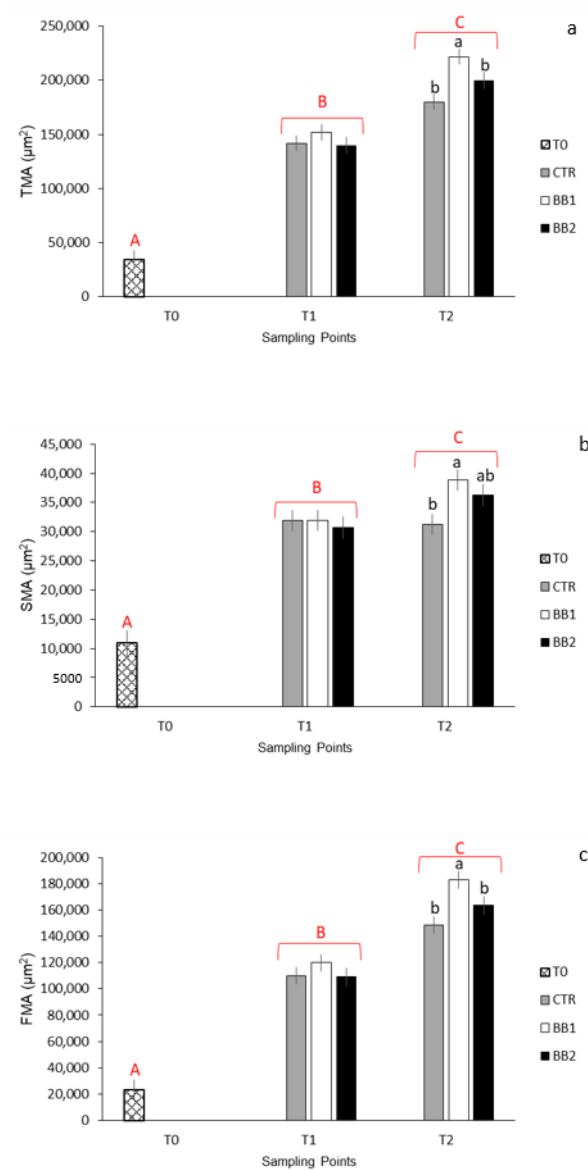 a
250,000
200,000
150,000
100,000
50,000
0
TMA (µm²)
A
B
C
b
a
b
T0
T1
T2
Sampling Points
T0
CTR
BB1
BB2
b
45,000
40,000
35,000
30,000
25,000
20,000
15,000
10,000
5000
0
SMA (µm²)
A
B
C
b
a
ab
T0
T1
T2
Sampling Points
T0
CTR
BB1
BB2
c
200,000
180,000
160,000
140,000
120,000
100,000
80,000
60,000
40,000
20,000
0
FMA (µm²)
A
B
C
b
a
b
T0
T1
T2
Sampling Points
T0
CTR
BB1
BB2